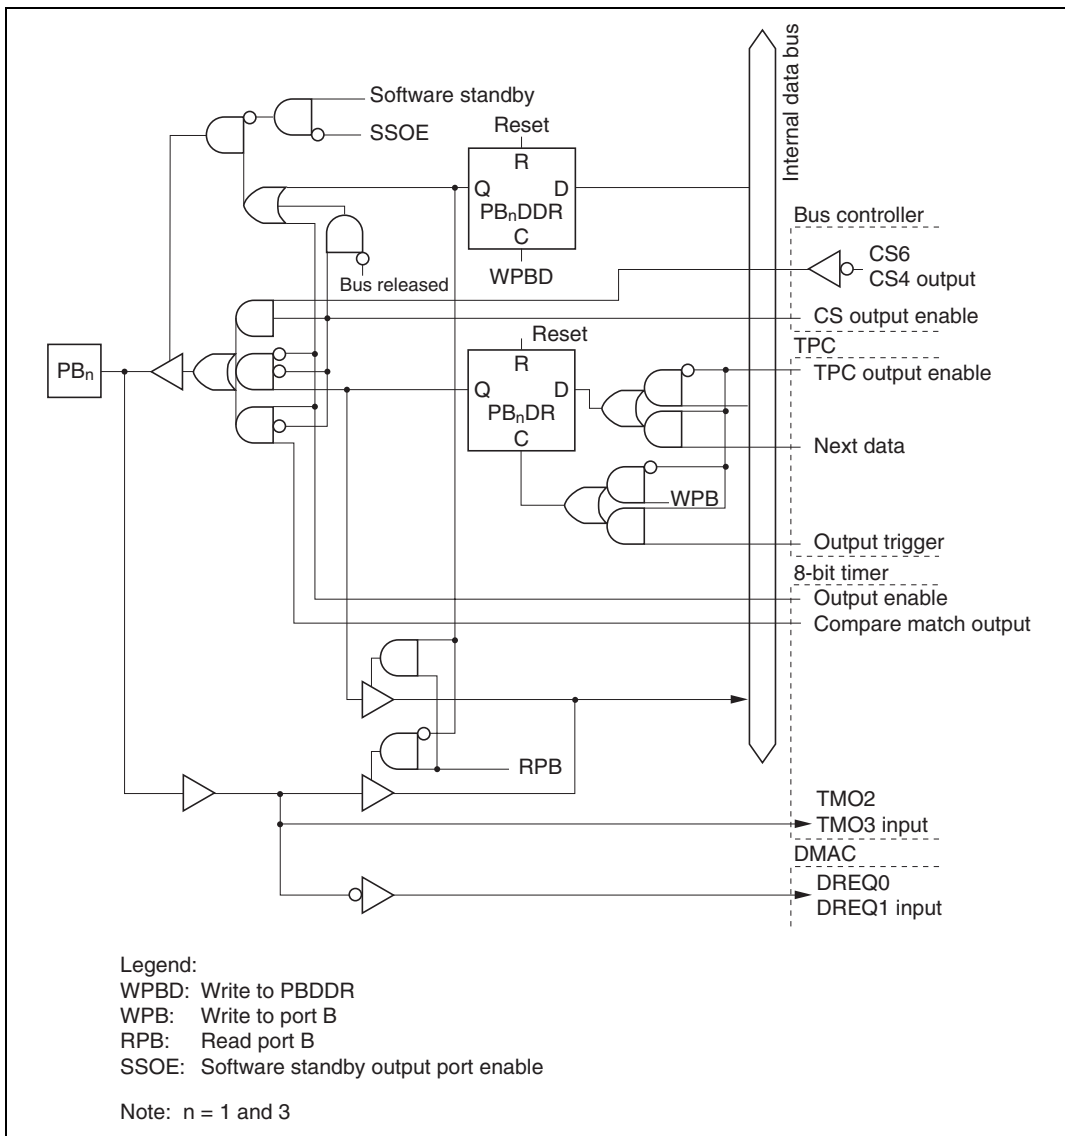 Software standby
SSOE
Reset
R
Q D
PBnDDR
C
WPBD
Bus released
Internal data bus
Bus controller
CS6
CS4 output
CS output enable
TPC
TPC output enable
Next data
Output trigger
Reset
R
Q D
PBnDR
C
WPB
PBn
8-bit timer
Output enable
Compare match output
RPB
TMO2
TMO3 input
DMAC
DREQ0
DREQ1 input
Legend:
WPBD: Write to PBDDR
WPB: Write to port B
RPB: Read port B
SSOE: Software standby output port enable
Note: n = 1 and 3